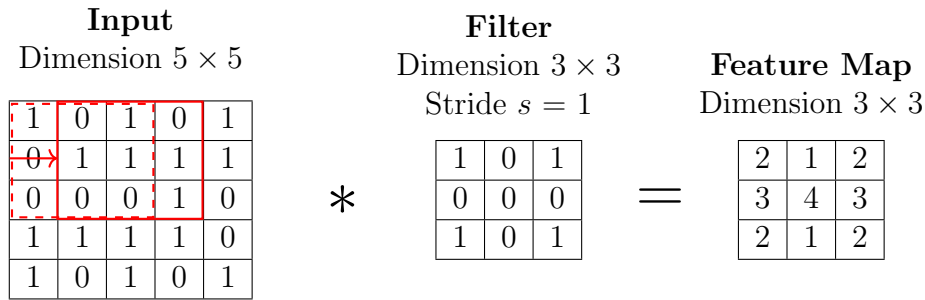 Input
Dimension 5 × 5
1 0 1 0 1
0 1 1 1 1
0 0 0 1 0
1 1 1 1 0
1 0 1 0 1
*
Filter
Dimension 3 × 3
Stride s = 1
1 0 1
0 0 0
1 0 1
=
Feature Map
Dimension 3 × 3
2 1 2
3 4 3
2 1 2